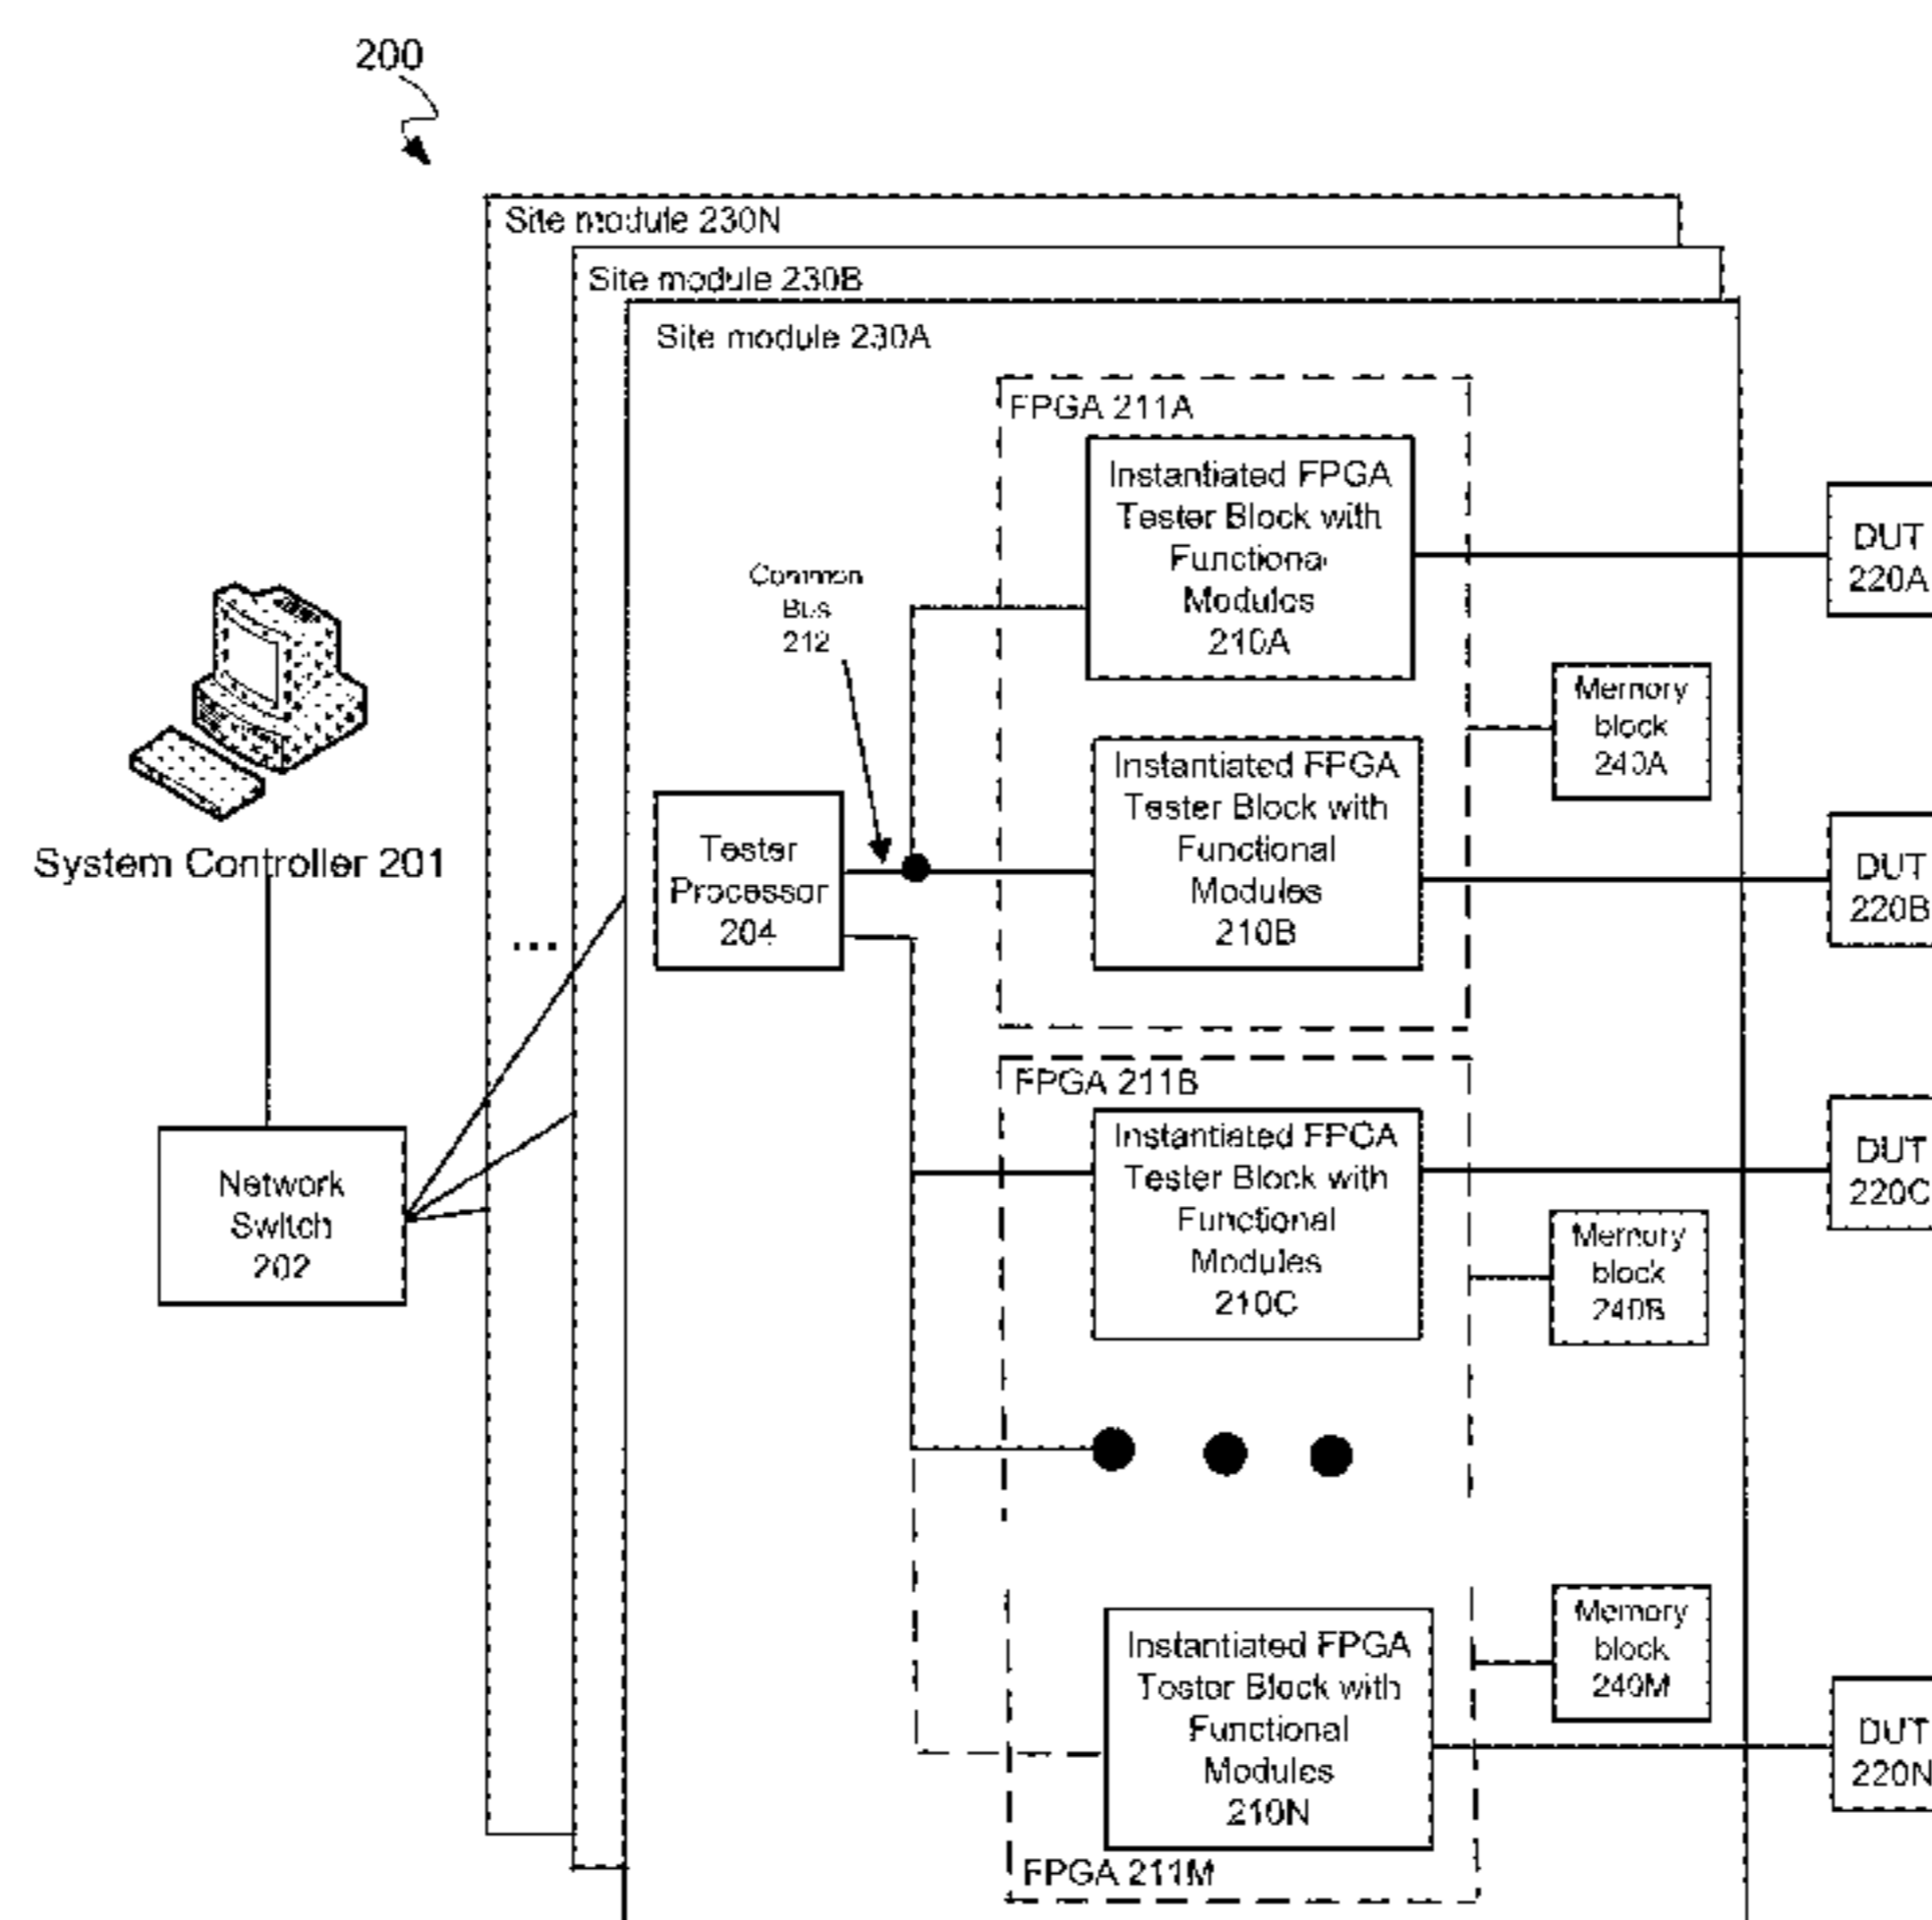 200
Site module 230N
Site module 230B
Site module 230A
FPGA 211A
Instantiated FPGA
Tester Block with
Functional
Modules
210A
DUT
220A
Common
Bus
212
Memory
block
240A
Instantiated FPGA
Tester Block with
Functional
Modules
210B
DUT
220B
Tester
Processor
204
System Controller 201
...
FPGA 211B
Instantiated FPGA
Tester Block with
Functional
Modules
210C
DUT
220C
Network
Switch
202
Memory
block
240B
Memory
block
240M
Instantiated FPGA
Tester Block with
Functional
Modules
210N
DUT
220N
FPGA 211M